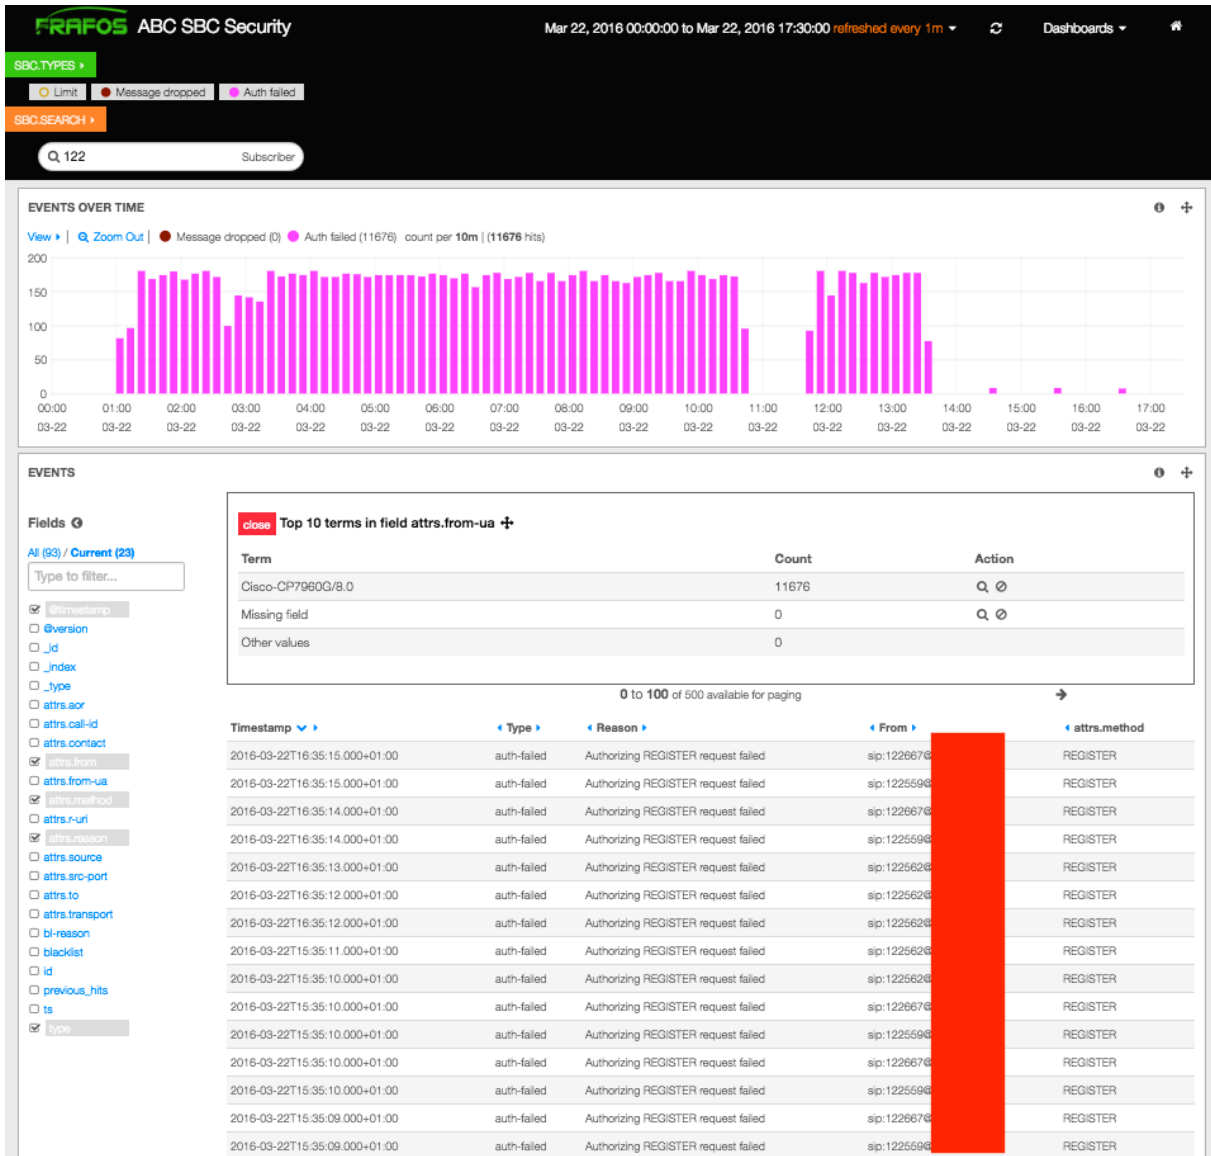 FRAFOS ABC SBC Security
Mar 22, 2016 00:00:00 to Mar 22, 2016 17:30:00 refreshed every 1m
Dashboards
SBC.TYPES
Limit Message dropped Auth failed
SBC.SEARCH
122 Subscriber
EVENTS OVER TIME
View | Zoom Out | Message dropped (0) Auth failed (11676) count per 10m | (11676 hits)
200
150
100
50
0
00:00 01:00 02:00 03:00 04:00 05:00 06:00 07:00 08:00 09:00 10:00 11:00 12:00 13:00 14:00 15:00 16:00 17:00
03-22 03-22 03-22 03-22 03-22 03-22 03-22 03-22 03-22 03-22 03-22 03-22 03-22 03-22 03-22 03-22 03-22 03-22
EVENTS
Fields
All (93) / Current (23)
Type to filter...
@timestamp
@version
_id
_index
_type
attrs.aor
attrs.call-id
attrs.contact
attrs.from
attrs.from-ua
attrs.method
attrs.r-uri
attrs.reason
attrs.source
attrs.src-port
attrs.to
attrs.transport
bl-reason
blacklist
id
previous_hits
ts
type
close Top 10 terms in field attrs.from-ua
Term Count Action
Cisco-CP7960G/8.0 11676
Missing field 0
Other values 0
0 to 100 of 500 available for paging
Timestamp Type Reason From attrs.method
2016-03-22T16:35:15.000+01:00 auth-failed Authorizing REGISTER request failed sip:122667@ REGISTER
2016-03-22T16:35:15.000+01:00 auth-failed Authorizing REGISTER request failed sip:122559@ REGISTER
2016-03-22T16:35:14.000+01:00 auth-failed Authorizing REGISTER request failed sip:122667@ REGISTER
2016-03-22T16:35:14.000+01:00 auth-failed Authorizing REGISTER request failed sip:122559@ REGISTER
2016-03-22T16:35:13.000+01:00 auth-failed Authorizing REGISTER request failed sip:122562@ REGISTER
2016-03-22T16:35:12.000+01:00 auth-failed Authorizing REGISTER request failed sip:122562@ REGISTER
2016-03-22T16:35:12.000+01:00 auth-failed Authorizing REGISTER request failed sip:122562@ REGISTER
2016-03-22T15:35:11.000+01:00 auth-failed Authorizing REGISTER request failed sip:122562@ REGISTER
2016-03-22T15:35:10.000+01:00 auth-failed Authorizing REGISTER request failed sip:122562@ REGISTER
2016-03-22T15:35:10.000+01:00 auth-failed Authorizing REGISTER request failed sip:122667@ REGISTER
2016-03-22T15:35:10.000+01:00 auth-failed Authorizing REGISTER request failed sip:122559@ REGISTER
2016-03-22T15:35:10.000+01:00 auth-failed Authorizing REGISTER request failed sip:122667@ REGISTER
2016-03-22T15:35:10.000+01:00 auth-failed Authorizing REGISTER request failed sip:122559@ REGISTER
2016-03-22T15:35:09.000+01:00 auth-failed Authorizing REGISTER request failed sip:122667@ REGISTER
2016-03-22T15:35:09.000+01:00 auth-failed Authorizing REGISTER request failed sip:122559@ REGISTER